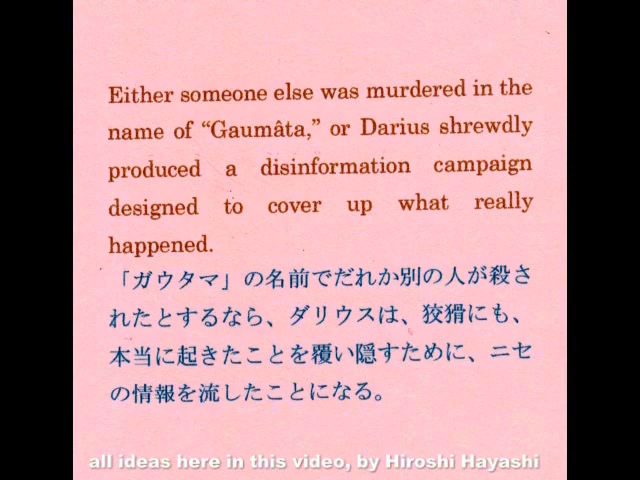 Either someone else was murdered in the
name of “Gaumâta,” or Darius shrewdly
produced a disinformation campaign
designed to cover up what really
happened.
「ガウタマ」の名前でだれか別の人が殺さ
れたとするなら、ダリウスは、狡猾にも、
本当に起きたことを覆い隠すために、ニセ
の情報を流したことになる。
all ideas here in this video, by Hiroshi Hayashi